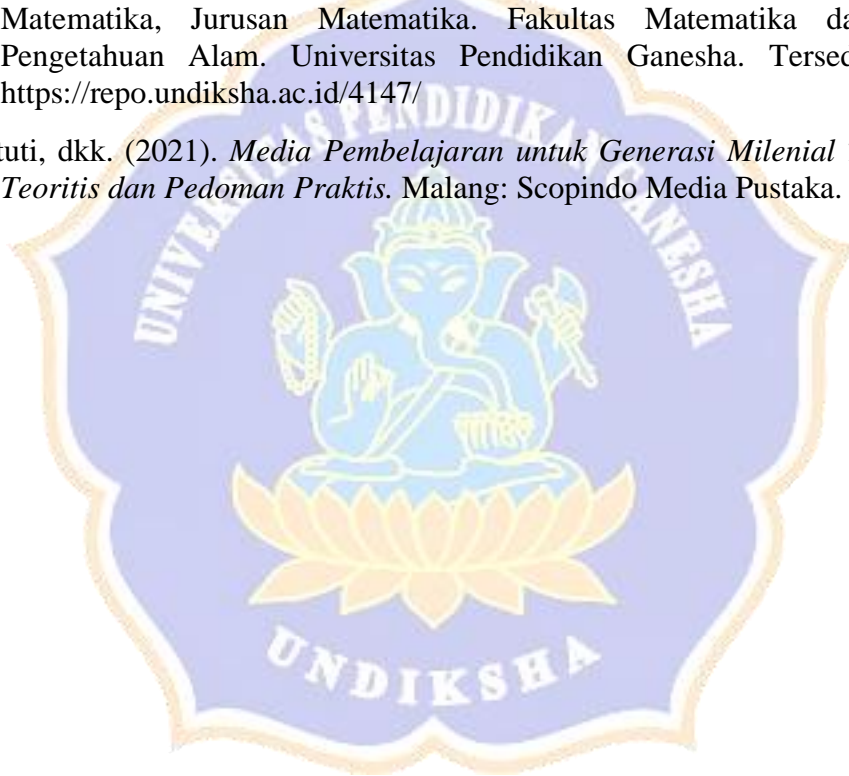 Matematika, Jurusan Matematika. Fakultas Matematika da
Pengetahuan Alam. Universitas Pendidikan Ganesha. Tersed
https://repo.undiksha.ac.id/4147/
tuti, dkk. (2021). Media Pembelajaran untuk Generasi Milenial
Teoritis dan Pedoman Praktis. Malang: Scopindo Media Pustaka.
UNIVERSITAS PENDIDIKAN GANESHA
UNDIKSHA